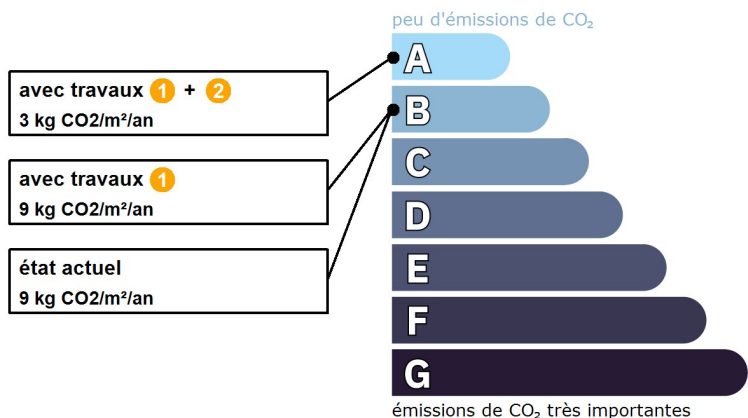 peu d'émissions de CO₂
avec travaux 1 + 2
3 kg CO2/m²/an
avec travaux 1
9 kg CO2/m²/an
état actuel
9 kg CO2/m²/an
A
B
C
D
E
F
G
émissions de CO₂ très importantes